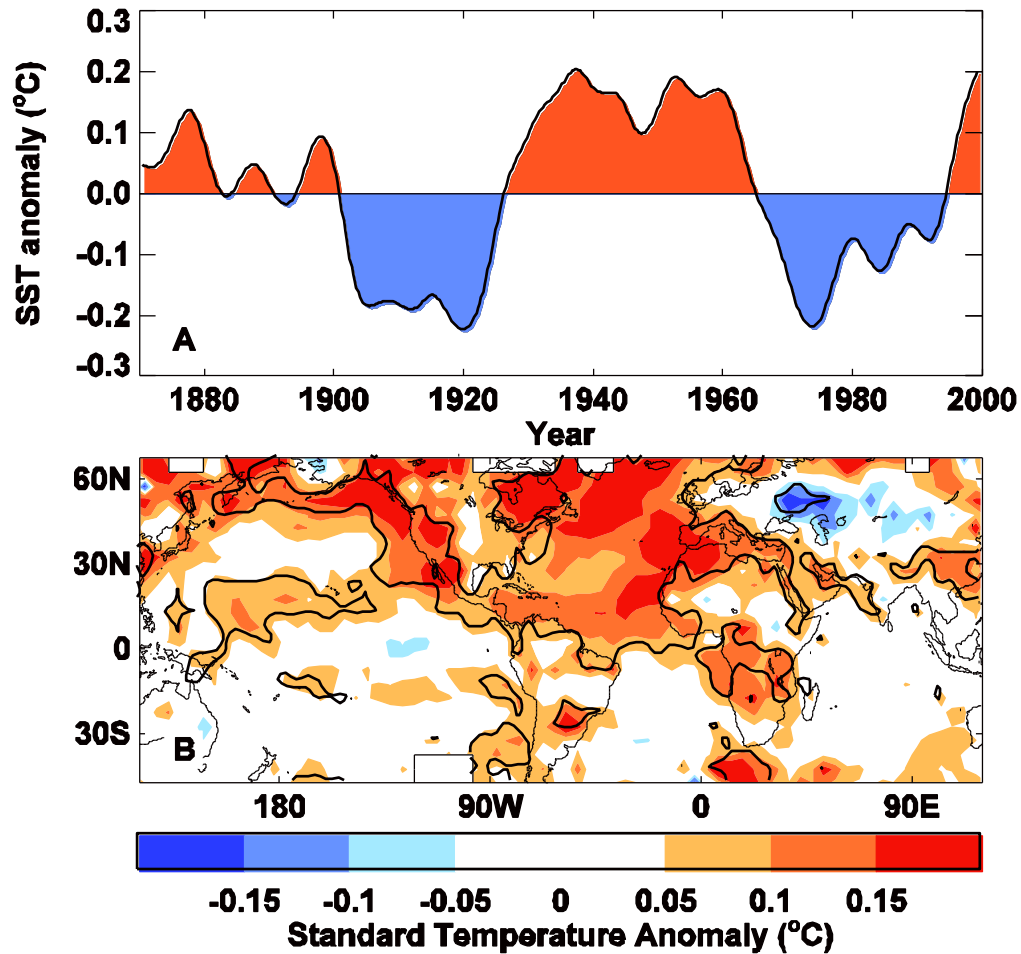 0.3
0.2
0.1
0.0
-0.1
-0.2
-0.3
SST anomaly (°C)
A
1880 1900 1920 1940 1960 1980 2000
Year
60N
30N
0
30S
B
180 90W 0 90E
-0.15 -0.1 -0.05 0 0.05 0.1 0.15
Standard Temperature Anomaly (°C)